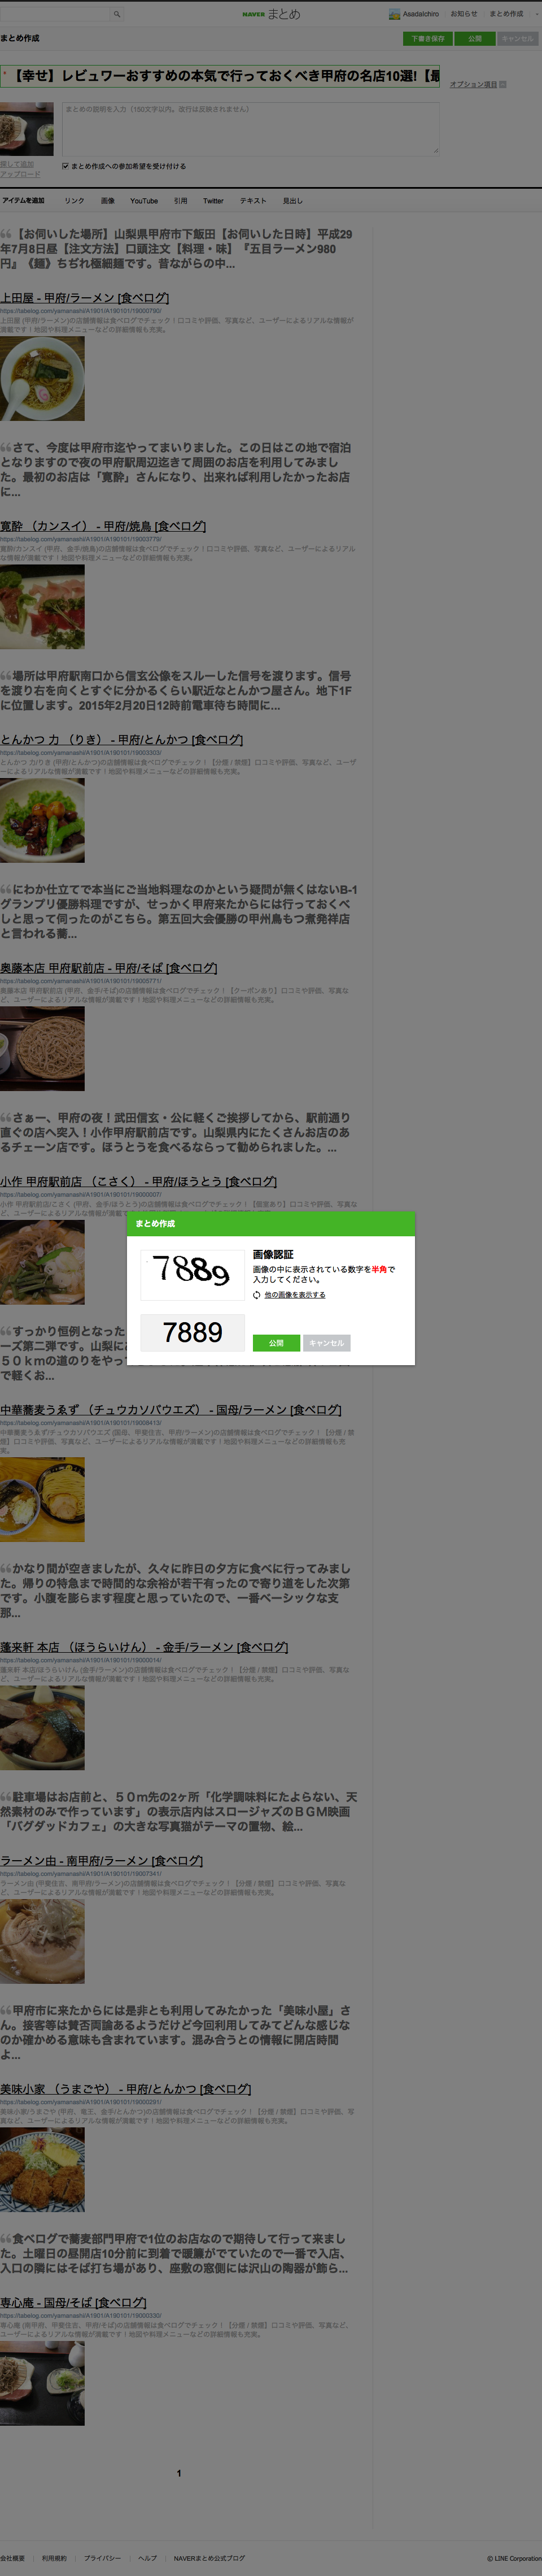 NAVER まとめ
AsadaIchiro
お知らせ
まとめ作成
まとめ作成
下書き保存
公開
キャンセル
* 【幸せ】レビュワーおすすめの本気で行っておくべき甲府の名店10選!【最
オプション項目
まとめの説明を入力（160文字以内。改行は反映されません）
探して追加
アップロード
まとめ作成への参加希望を受け付ける
アイテムを追加
リンク
画像
YouTube
引用
Twitter
テキスト
見出し
【お伺いした場所】山梨県甲府市下飯田【お伺いした日時】平成29
年7月8日昼【注文方法】口頭注文【料理・味】『五目ラーメン980
円』《麺》ちぢれ極細麺です。昔ながらの中...
上田屋 - 甲府/ラーメン [食べログ]
https://tabelog.com/yamanashi/A1901/A190101/19000790/
上田屋 (甲府/ラーメン)の店舗情報は食べログでチェック！口コミや評価、写真など、ユーザーによるリアルな情報が
満載です！地図や料理メニューなどの詳細情報も充実。
さて、今度は甲府市迄やってまいりました。この日はこの地で宿泊
となりますので夜の甲府駅周辺迄きて周囲のお店を利用してみまし
た。最初のお店は「寛酔」さんになり、出来れば利用したかったお店
に...
寛酔 （カンスイ） - 甲府/焼鳥 [食べログ]
https://tabelog.com/yamanashi/A1901/A190101/19003779/
寛酔/カンスイ (甲府、金手/焼鳥)の店舗情報は食べログでチェック！口コミや評価、写真など、ユーザーによるリアル
な情報が満載です！地図や料理メニューなどの詳細情報も充実。
場所は甲府駅南口から信玄公像をスルーした信号を渡ります。信号
を渡り右を向くとすぐに分かるくらい駅近なとんかつ屋さん。地下1F
に位置します。2015年2月20日12時前電車待ち時間に...
とんかつ 力 （りき） - 甲府/とんかつ [食べログ]
https://tabelog.com/yamanashi/A1901/A190101/19003303/
とんかつ 力/りき (甲府/とんかつ)の店舗情報は食べログでチェック！【分煙 / 禁煙】口コミや評価、写真など、ユーザ
ーによるリアルな情報が満載です！地図や料理メニューなどの詳細情報も充実。
にわか仕立てで本当にご当地料理なのかという疑問が無くはないB-1
グランプリ優勝料理ですが、せっかく甲府来たからには行っておくべ
しと思って伺ったのがこちら。第五回大会優勝の甲州鳥もつ煮発祥店
と言われる蕎...
奥藤本店 甲府駅前店 - 甲府/そば [食べログ]
https://tabelog.com/yamanashi/A1901/A190101/19005771/
奥藤本店 甲府駅前店 (甲府、金手/そば)の店舗情報は食べログでチェック！【クーポンあり】口コミや評価、写真な
ど、ユーザーによるリアルな情報が満載です！地図や料理メニューなどの詳細情報も充実。
さぁー、甲府の夜！武田信玄・公に軽くご挨拶してから、駅前通り
直ぐの店へ突入！小作甲府駅前店です。山梨県内にたくさんお店のあ
るチェーン店です。ほうとうを食べるならって勧められました。...
小作 甲府駅前店 （こさく） - 甲府/ほうとう [食べログ]
https://tabelog.com/yamanashi/A1901/A190101/19000007/
小作 甲府駅前店/こさく (甲府、金手/ほうとう)の店舗情報は食べログでチェック！【個室あり】口コミや評価、写真な
まとめ作成
7889
画像認証
画像の中に表示されている数字を半角で
入力してください。
他の画像を表示する
7889
公開
キャンセル
すっかり恒例となった
ーズ第二弾です。山梨に
５０ｋｍの道のりをやっ
で軽くお...
中華蕎麦うゑず （チュウカソバウエズ） - 国母/ラーメン [食べログ]
https://tabelog.com/yamanashi/A1901/A190101/19008413/
中華蕎麦うゑず/チュウカソバウエズ (国母、甲斐住吉、甲府/ラーメン)の店舗情報は食べログでチェック！【分煙 / 禁
煙】口コミや評価、写真など、ユーザーによるリアルな情報が満載です！地図や料理メニューなどの詳細情報も充
実。
かなり間が空きましたが、久々に昨日の夕方に食べに行ってみまし
た。帰りの特急まで時間的な余裕が若干有ったので寄り道をした次第
です。小腹を膨らます程度と思っていたので、一番ベーシックな支
那...
蓬来軒 本店 （ほうらいけん） - 金手/ラーメン [食べログ]
https://tabelog.com/yamanashi/A1901/A190101/19000014/
蓬来軒 本店/ほうらいけん (金手/ラーメン)の店舗情報は食べログでチェック！【分煙 / 禁煙】口コミや評価、写真な
ど、ユーザーによるリアルな情報が満載です！地図や料理メニューなどの詳細情報も充実。
駐車場はお店前と、５０ｍ先の2ヶ所「化学調味料にたよらない、天
然素材のみで作っています」の表示店内はスロージャズのＢＧＭ映画
「バグダッドカフェ」の大きな写真猫がテーマの置物、絵...
ラーメン由 - 南甲府/ラーメン [食べログ]
https://tabelog.com/yamanashi/A1901/A190101/19007341/
ラーメン由 (甲斐住吉、南甲府/ラーメン)の店舗情報は食べログでチェック！【分煙 / 禁煙】口コミや評価、写真な
ど、ユーザーによるリアルな情報が満載です！地図や料理メニューなどの詳細情報も充実。
甲府市に来たからには是非とも利用してみたかった「美味小屋」さ
ん。接客等は賛否両論あるようだけど今回利用してみてどんな感じな
のか確かめる意味も含まれています。混み合うとの情報に開店時間
よ...
美味小家 （うまごや） - 甲府/とんかつ [食べログ]
https://tabelog.com/yamanashi/A1901/A190101/19000291/
美味小家/うまごや (甲府、竜王、金手/とんかつ)の店舗情報は食べログでチェック！【分煙 / 禁煙】口コミや評価、写
真など、ユーザーによるリアルな情報が満載です！地図や料理メニューなどの詳細情報も充実。
食べログで蕎麦部門甲府で1位のお店なので期待して行って来まし
た。土曜日の昼開店10分前に到着で暖簾がでていたので一番で入店、
入口の隣にはそば打ち場があり、座敷の窓側には沢山の陶器が飾ら...
専心庵 - 国母/そば [食べログ]
https://tabelog.com/yamanashi/A1901/A190101/19000330/
専心庵 (南甲府、甲斐住吉、甲府/そば)の店舗情報は食べログでチェック！【分煙 / 禁煙】口コミや評価、写真など、
ユーザーによるリアルな情報が満載です！地図や料理メニューなどの詳細情報も充実。
1
会社概要
利用規約
プライバシー
ヘルプ
NAVERまとめ公式ブログ
© LINE Corporation